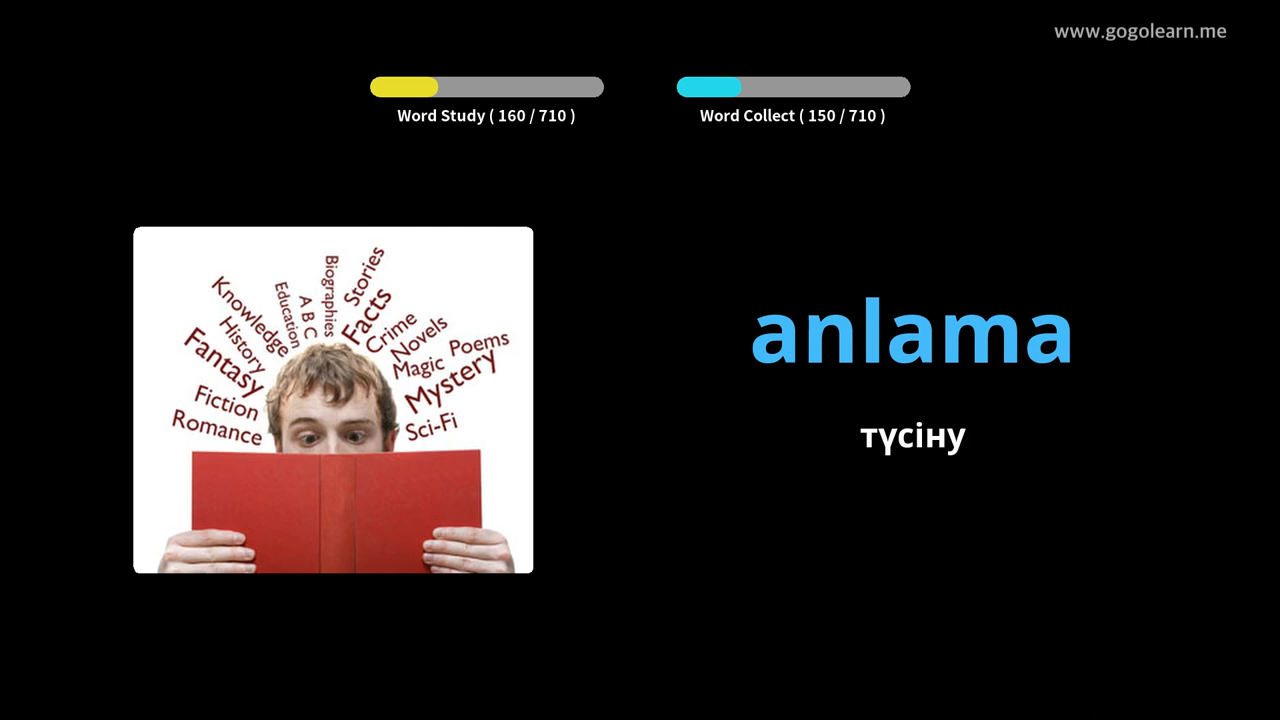 www.gogolearn.me
Word Study ( 160 / 710 )
Word Collect ( 150 / 710 )
Biographies
Stories
Education
A B C
Facts
Knowledge
Crime
History
Novels
Fantasy
Magic
Poems
Mystery
Fiction
Romance
Sci-Fi
anlama
түсіну